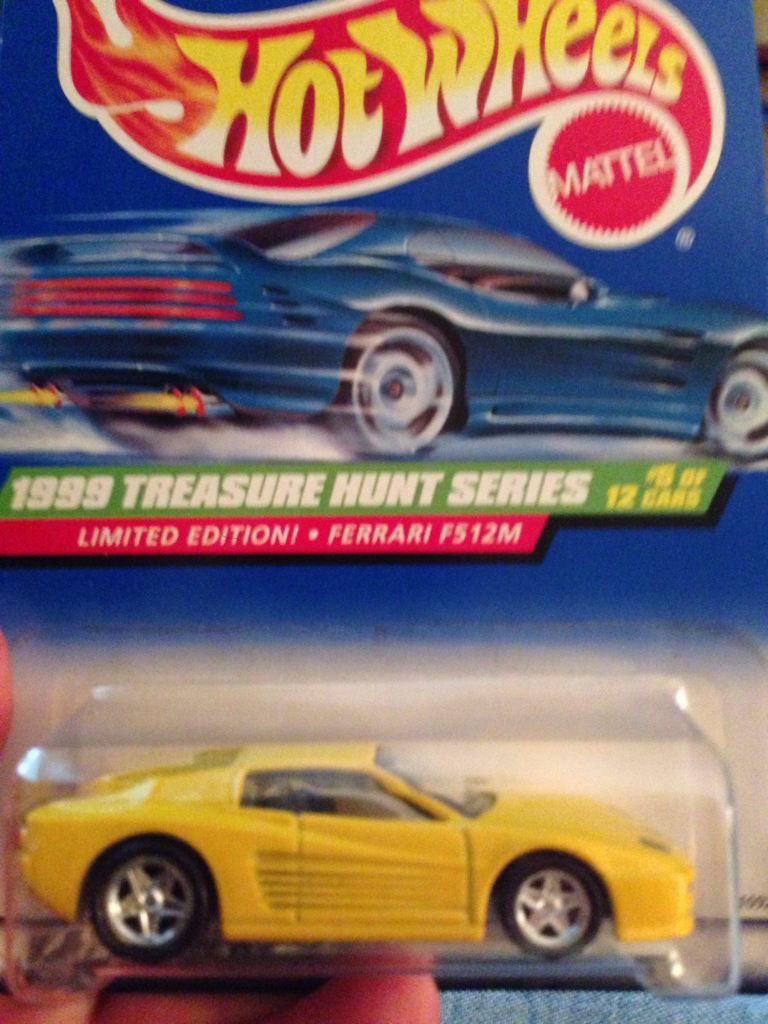 HOT WHEELS
MATTEL
1999 TREASURE HUNT SERIES
#5 OF
12 CARS
LIMITED EDITION! • FERRARI F512M